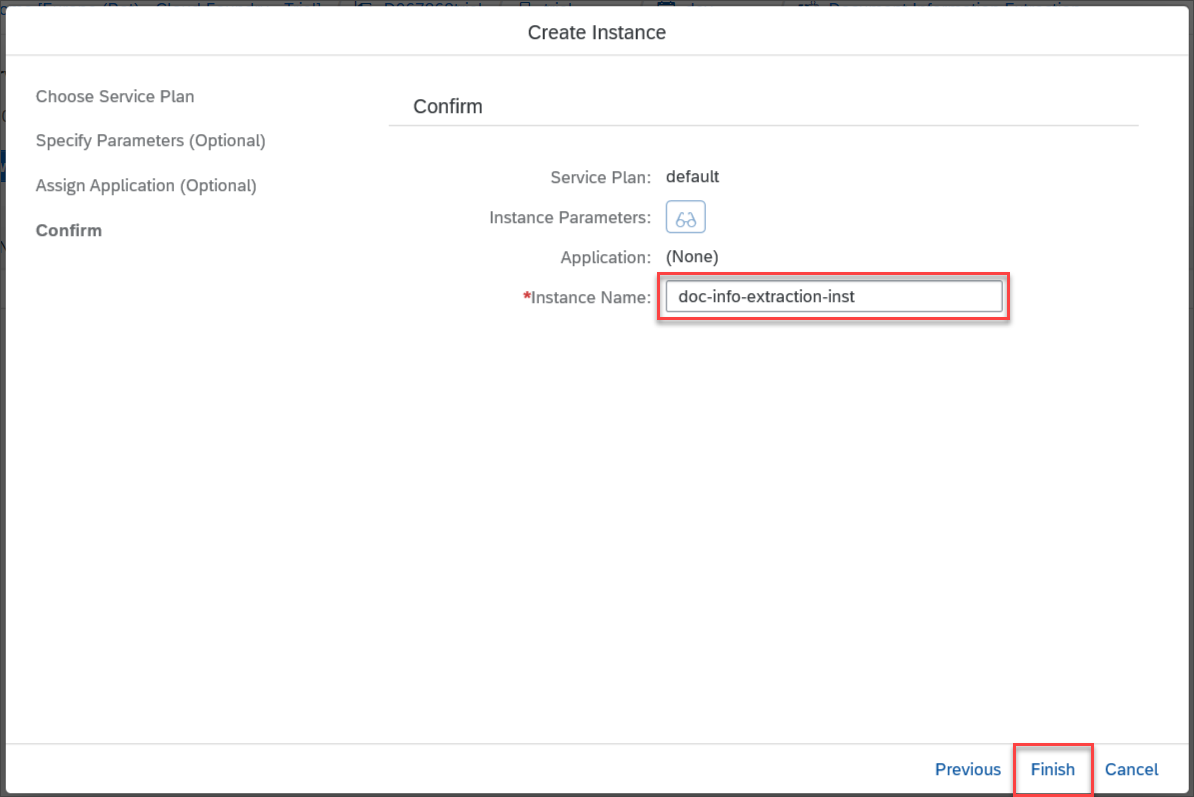 Create Instance
Choose Service Plan
Specify Parameters (Optional)
Assign Application (Optional)
Confirm
Confirm
Service Plan: default
Instance Parameters:
Application: (None)
*Instance Name: doc-info-extraction-inst
Previous Finish Cancel